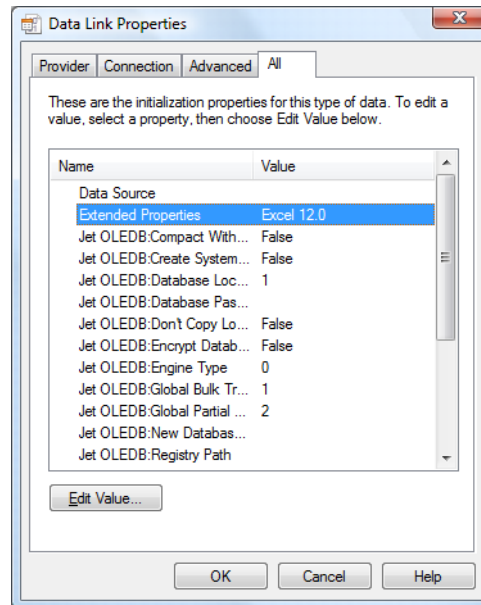 Data Link Properties
Provider Connection Advanced All
These are the initialization properties for this type of data. To edit a
value, select a property, then choose Edit Value below.
Name Value
Data Source
Extended Properties Excel 12.0
Jet OLEDB:Compact With... False
Jet OLEDB:Create System... False
Jet OLEDB:Database Loc... 1
Jet OLEDB:Database Pas...
Jet OLEDB:Don't Copy Lo... False
Jet OLEDB:Encrypt Datab... False
Jet OLEDB:Engine Type 0
Jet OLEDB:Global Bulk Tr... 1
Jet OLEDB:Global Partial ... 2
Jet OLEDB:New Databas...
Jet OLEDB:Registry Path
Edit Value...
OK Cancel Help